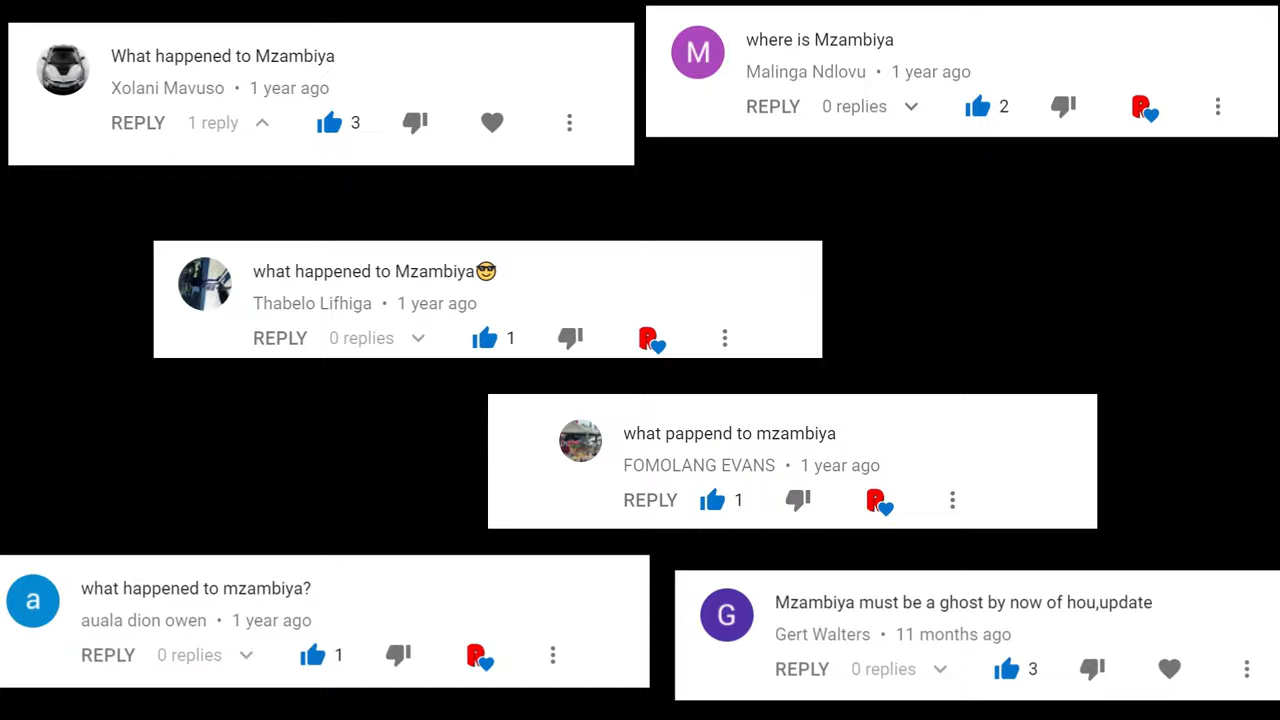 What happened to Mzambiya
Xolani Mavuso • 1 year ago
REPLY 1 reply 3
where is Mzambiya
M
Malinga Ndlovu • 1 year ago
REPLY 0 replies 2
what happened to Mzambiya😎
Thabelo Lifhiga • 1 year ago
REPLY 0 replies 1
what pappend to mzambiya
FOMOLANG EVANS • 1 year ago
REPLY 1
what happened to mzambiya?
a
auala dion owen • 1 year ago
REPLY 0 replies 1
Mzambiya must be a ghost by now of hou,update
G
Gert Walters • 11 months ago
REPLY 0 replies 3